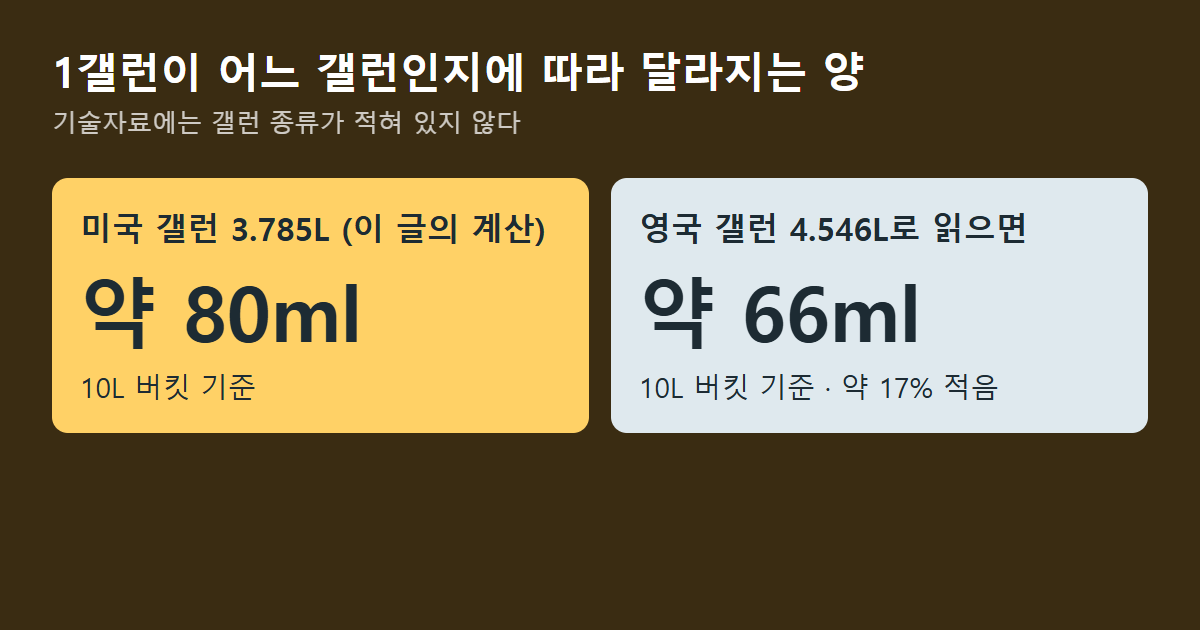 1갤런이 어느 갤런인지에 따라 달라지는 양
기술자료에는 갤런 종류가 적혀 있지 않다
미국 갤런 3.785L (이 글의 계산)
약 80ml
10L 버킷 기준
영국 갤런 4.546L로 읽으면
약 66ml
10L 버킷 기준 · 약 17% 적음